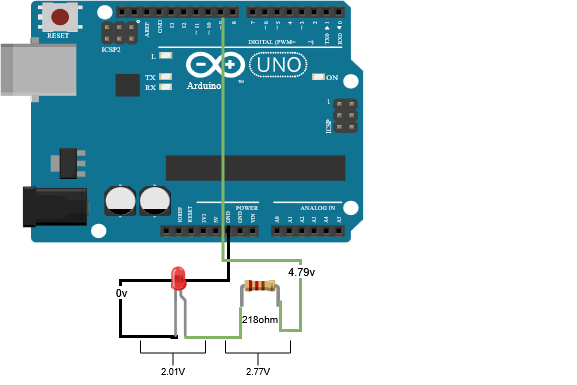 RESET
ICSP2
AREF
GND
13
12
~ 11
~ 10
~ 9
8
7
~ 6
~ 5
4
~ 3
2
TX0 ▶ 1
RX0 ◀ 0
DIGITAL (PWM~)
L
TX
RX
Arduino
™
UNO
ON
1
ICSP
POWER
ANALOG IN
IOREF
RESET
3V3
5V
GND
GND
VIN
A0
A1
A2
A3
A4
A5
4.79v
0v
218ohm
2.01V
2.77V